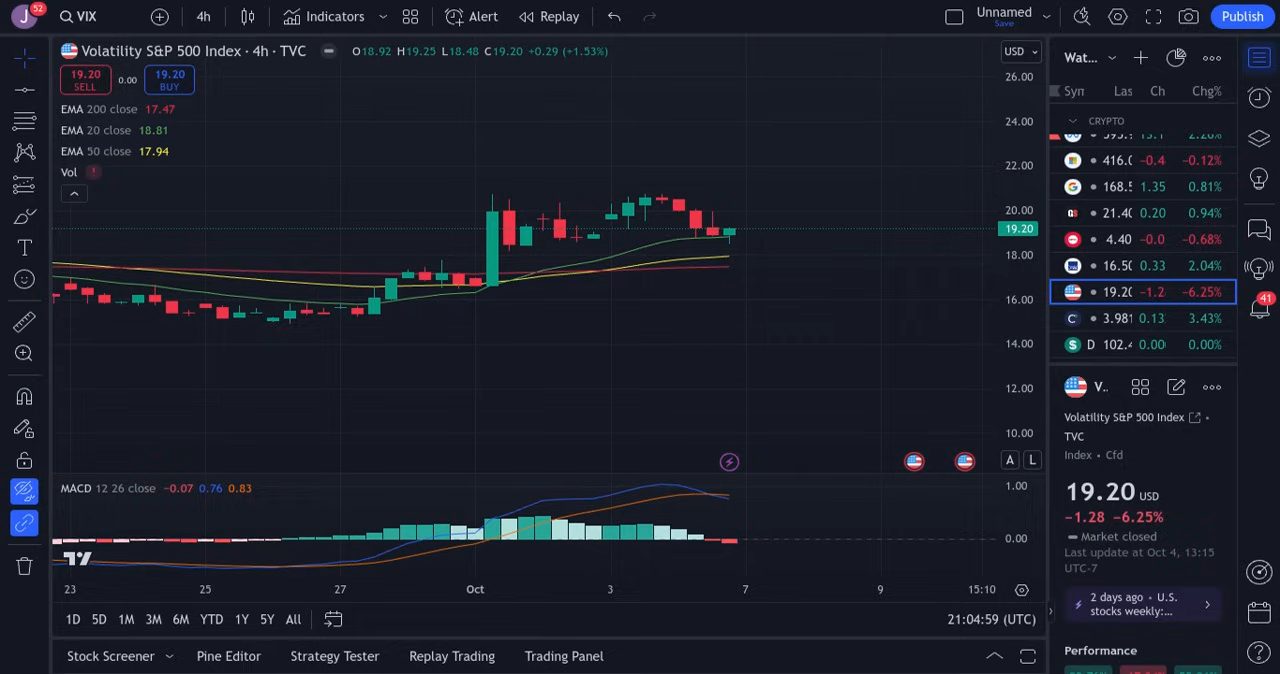 J 52 VIX 4h Indicators Alert Replay Unnamed Save Publish
Volatility S&P 500 Index · 4h · TVC O18.92 H19.25 L18.48 C19.20 +0.29 (+1.53%) USD
19.20 SELL 0.00 19.20 BUY
EMA 200 close 17.47
EMA 20 close 18.81
EMA 50 close 17.94
Vol !
26.00
24.00
22.00
20.00
19.20
18.00
16.00
14.00
12.00
10.00
A L
MACD 12 26 close −0.07 0.76 0.83
1.00
0.00
23 25 27 Oct 3 7 9 15:10
1D 5D 1M 3M 6M YTD 1Y 5Y All 21:04:59 (UTC)
Stock Screener Pine Editor Strategy Tester Replay Trading Trading Panel
Wat...
Syn Las Ch Chg%
CRYPTO
416.0 −0.4 −0.12%
168.5 1.35 0.81%
21.40 0.20 0.94%
4.40 −0.0 −0.68%
16.50 0.33 2.04%
19.20 −1.2 −6.25%
3.981 0.13 3.43%
D 102.4 0.00 0.00%
V..
Volatility S&P 500 Index •
TVC
Index • Cfd
19.20 USD
−1.28 −6.25%
Market closed
Last update at Oct 4, 13:15
UTC-7
2 days ago • U.S.
stocks weekly:...
Performance
41